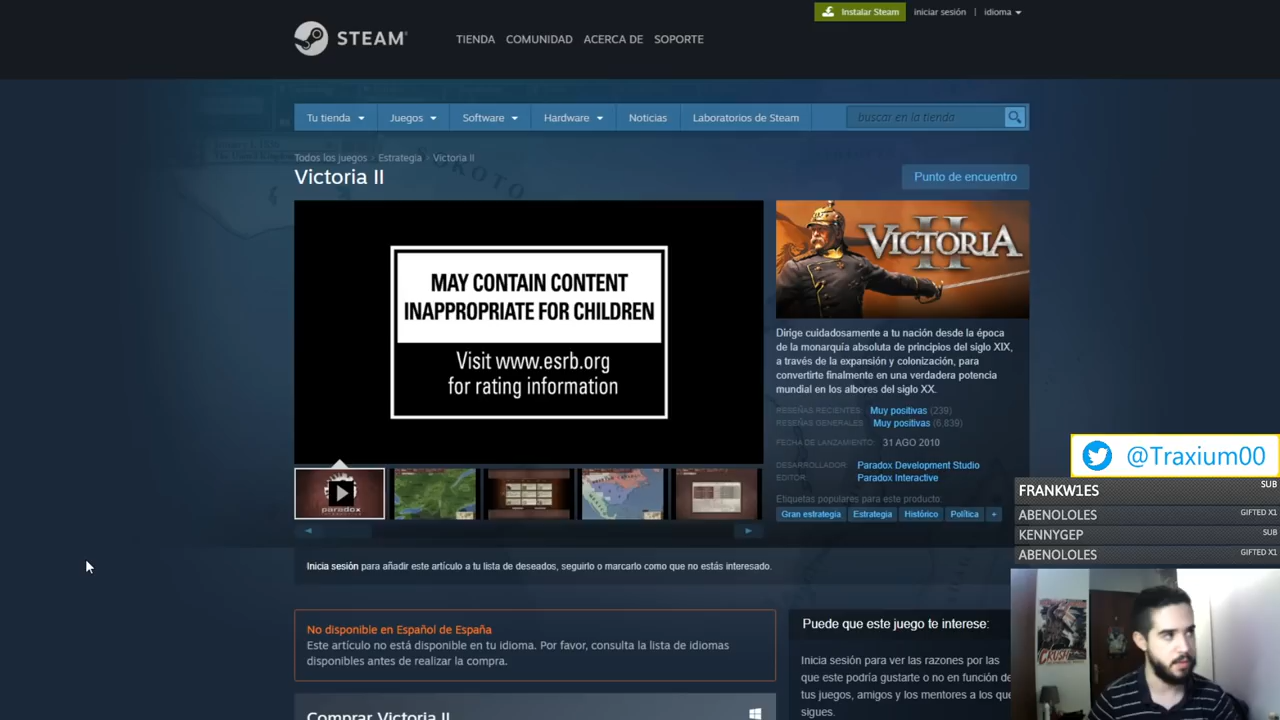 Instalar Steam
iniciar sesión
idioma
STEAM
TIENDA COMUNIDAD ACERCA DE SOPORTE
Tu tienda Juegos Software Hardware Noticias Laboratorios de Steam
buscar en la tienda
Todos los juegos > Estrategia > Victoria II
Victoria II
Punto de encuentro
MAY CONTAIN CONTENT
INAPPROPRIATE FOR CHILDREN
Visit www.esrb.org
for rating information
paradox
VICTORIA
II
Dirige cuidadosamente a tu nación desde la época
de la monarquía absoluta de principios del siglo XIX,
a través de la expansión y colonización, para
convertirte finalmente en una verdadera potencia
mundial en los albores del siglo XX.
RESEÑAS RECIENTES: Muy positivas (239)
RESEÑAS GENERALES: Muy positivas (6,839)
FECHA DE LANZAMIENTO: 31 AGO 2010
DESARROLLADOR: Paradox Development Studio
EDITOR: Paradox Interactive
Etiquetas populares para este producto:
Gran estrategia Estrategia Histórico Política +
Inicia sesión para añadir este artículo a tu lista de deseados, seguirlo o marcarlo como que no estás interesado.
No disponible en Español de España
Este artículo no está disponible en tu idioma. Por favor, consulta la lista de idiomas
disponibles antes de realizar la compra.
Comprar Victoria II
Puede que este juego te interese:
Inicia sesión para ver las razones por las
que este podría gustarte o no en función de
tus juegos, amigos y los mentores a los que
sigues.
@Traxium00
FRANKW1ES SUB
ABENOLOLES GIFTED X1
KENNYGEP SUB
ABENOLOLES GIFTED X1
CRUSH